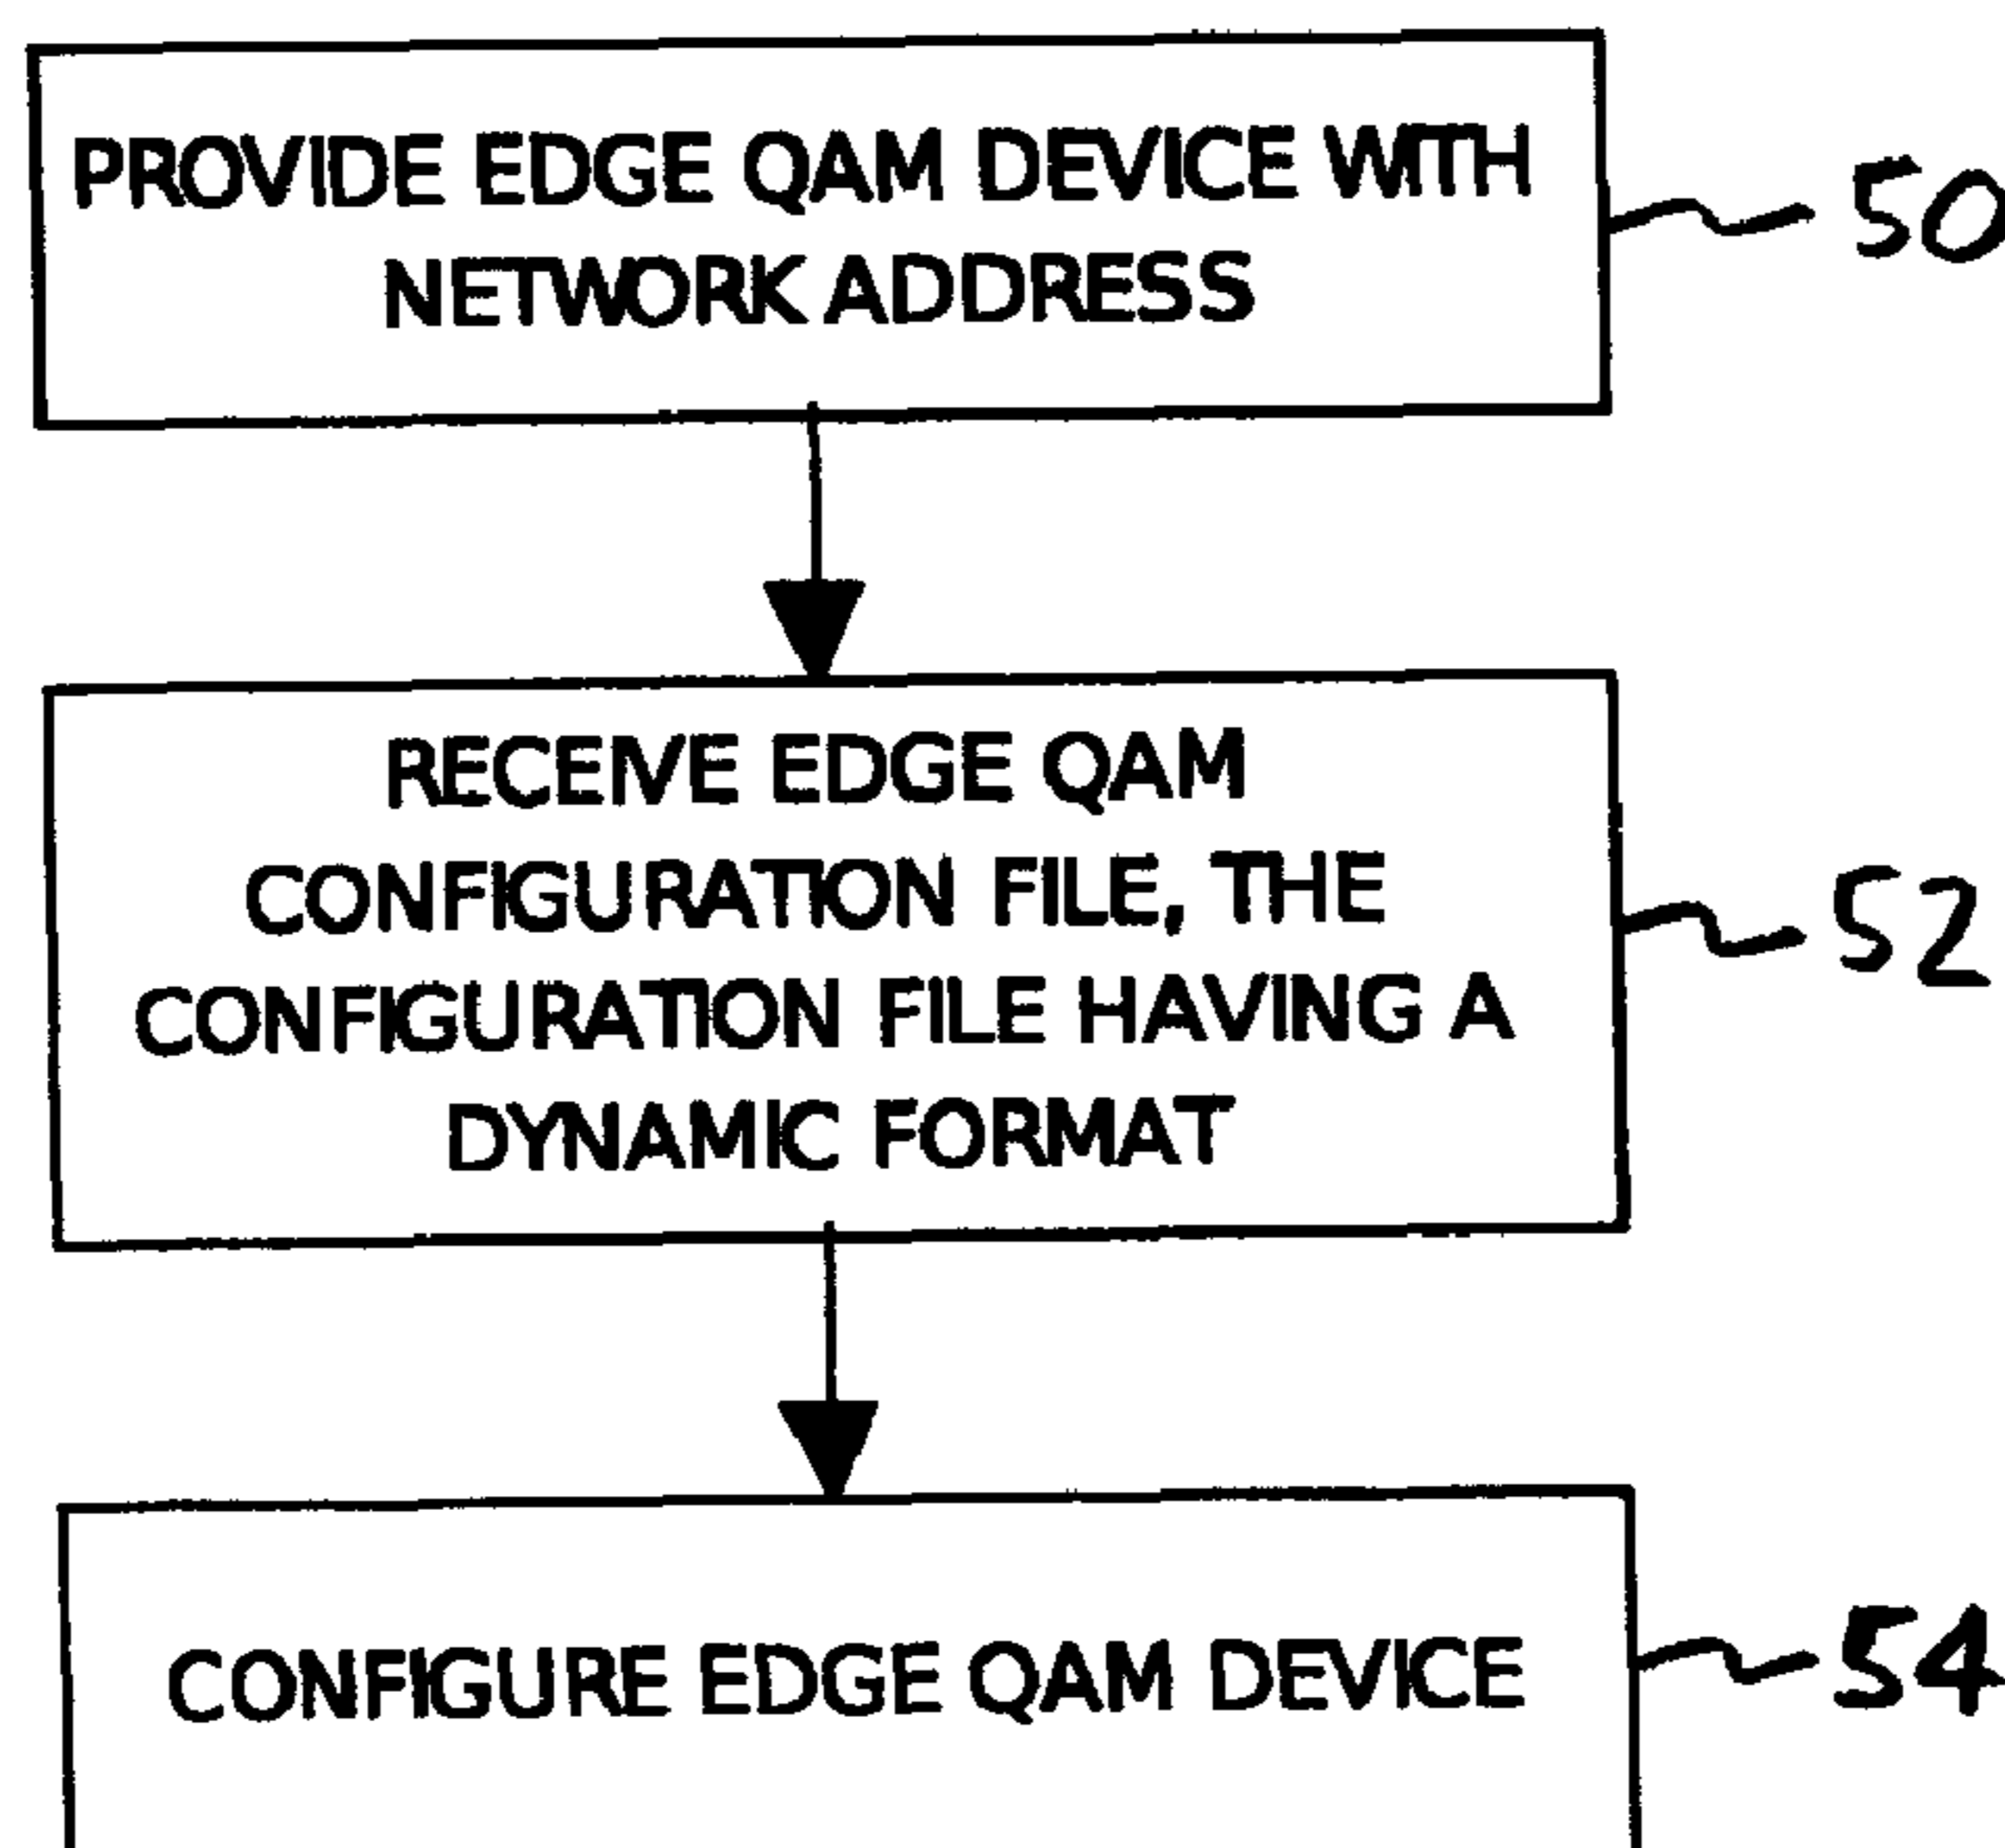 PROVIDE EDGE QAM DEVICE WITH
NETWORK ADDRESS
50
RECEIVE EDGE QAM
CONFIGURATION FILE, THE
CONFIGURATION FILE HAVING A
DYNAMIC FORMAT
52
CONFIGURE EDGE QAM DEVICE
54